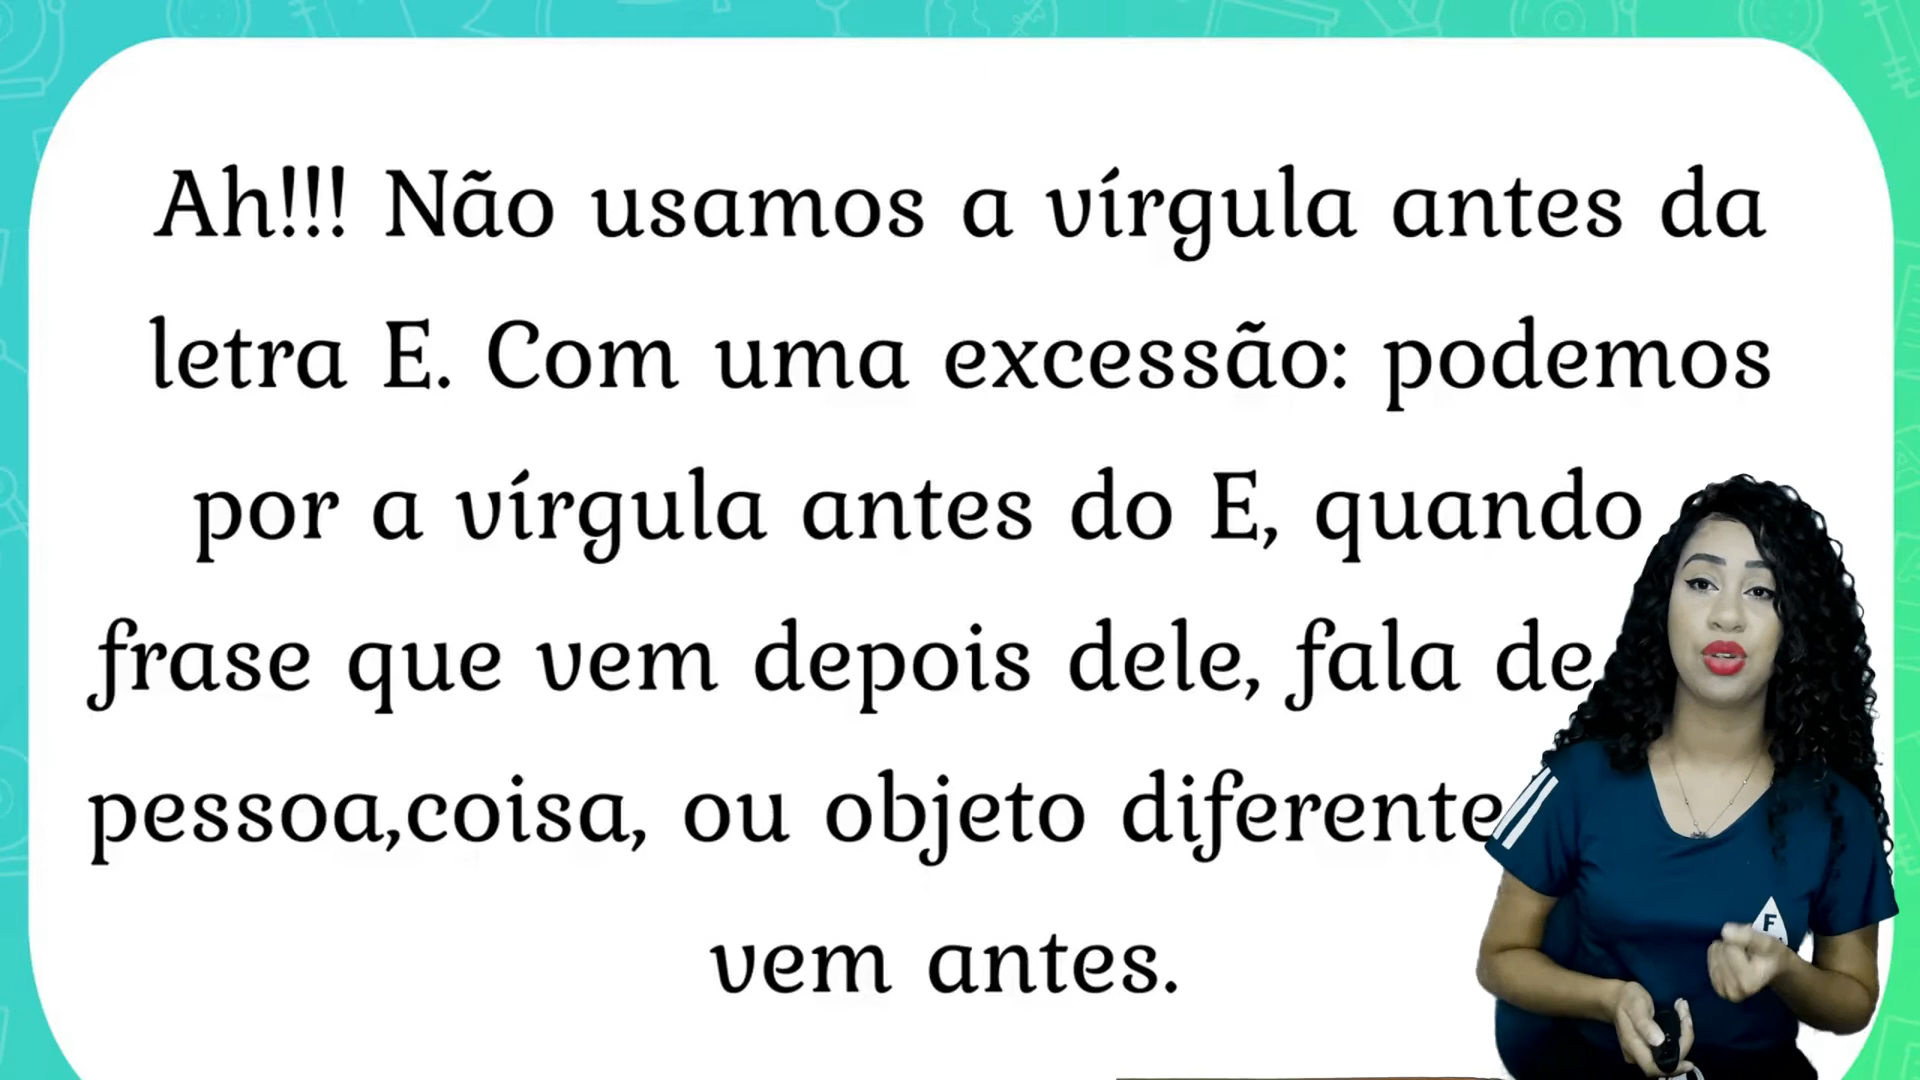 Ah!!! Não usamos a vírgula antes da
letra E. Com uma excessão: podemos
por a vírgula antes do E, quando
frase que vem depois dele, fala de
pessoa,coisa, ou objeto diferente
vem antes.
F